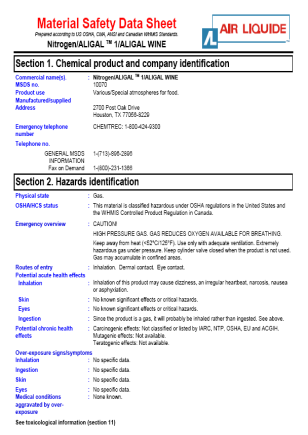 Material Safety Data Sheet
Prepared according to US OSHA, CMA, ANSI and Canadian WHMIS Standards.
Nitrogen/ALIGAL ™ 1/ALIGAL WINE
AIR LIQUIDE
Section 1. Chemical product and company identification
Commercial name(s). : Nitrogen/ALIGAL ™ 1/ALIGAL WINE
MSDS no. : 10070
Product use : Various/Special atmospheres for food.
Manufactured/supplied
Address : 2700 Post Oak Drive
Houston, TX 77056-8229
Emergency telephone : CHEMTREC: 1-800-424-9300
number
Telephone no.
GENERAL MSDS : 1-(713)-896-2896
INFORMATION
Fax on Demand : 1-(800)-231-1366
Section 2. Hazards identification
Physical state : Gas.
OSHA/HCS status : This material is classified hazardous under OSHA regulations in the United States and
the WHMIS Controlled Product Regulation in Canada.
Emergency overview : CAUTION!
HIGH PRESSURE GAS. GAS REDUCES OXYGEN AVAILABLE FOR BREATHING.
Keep away from heat (<52°C/125°F). Use only with adequate ventilation. Extremely
hazardous gas under pressure. Keep cylinder valve closed when the product is not used.
Gas may accumulate in confined areas.
Routes of entry : Inhalation. Dermal contact. Eye contact.
Potential acute health effects
Inhalation : Inhalation of this product may cause dizziness, an irregular heartbeat, narcosis, nausea
or asphyxiation.
Skin : No known significant effects or critical hazards.
Eyes : No known significant effects or critical hazards.
Ingestion : Since the product is a gas, it will probably be inhaled rather than ingested. See above.
Potential chronic health : Carcinogenic effects: Not classified or listed by IARC, NTP, OSHA, EU and ACGIH.
effects Mutagenic effects: Not available.
Teratogenic effects: Not available.
Over-exposure signs/symptoms
Inhalation : No specific data.
Ingestion : No specific data.
Skin : No specific data.
Eyes : No specific data.
Medical conditions : None known.
aggravated by over-
exposure
See toxicological information (section 11)